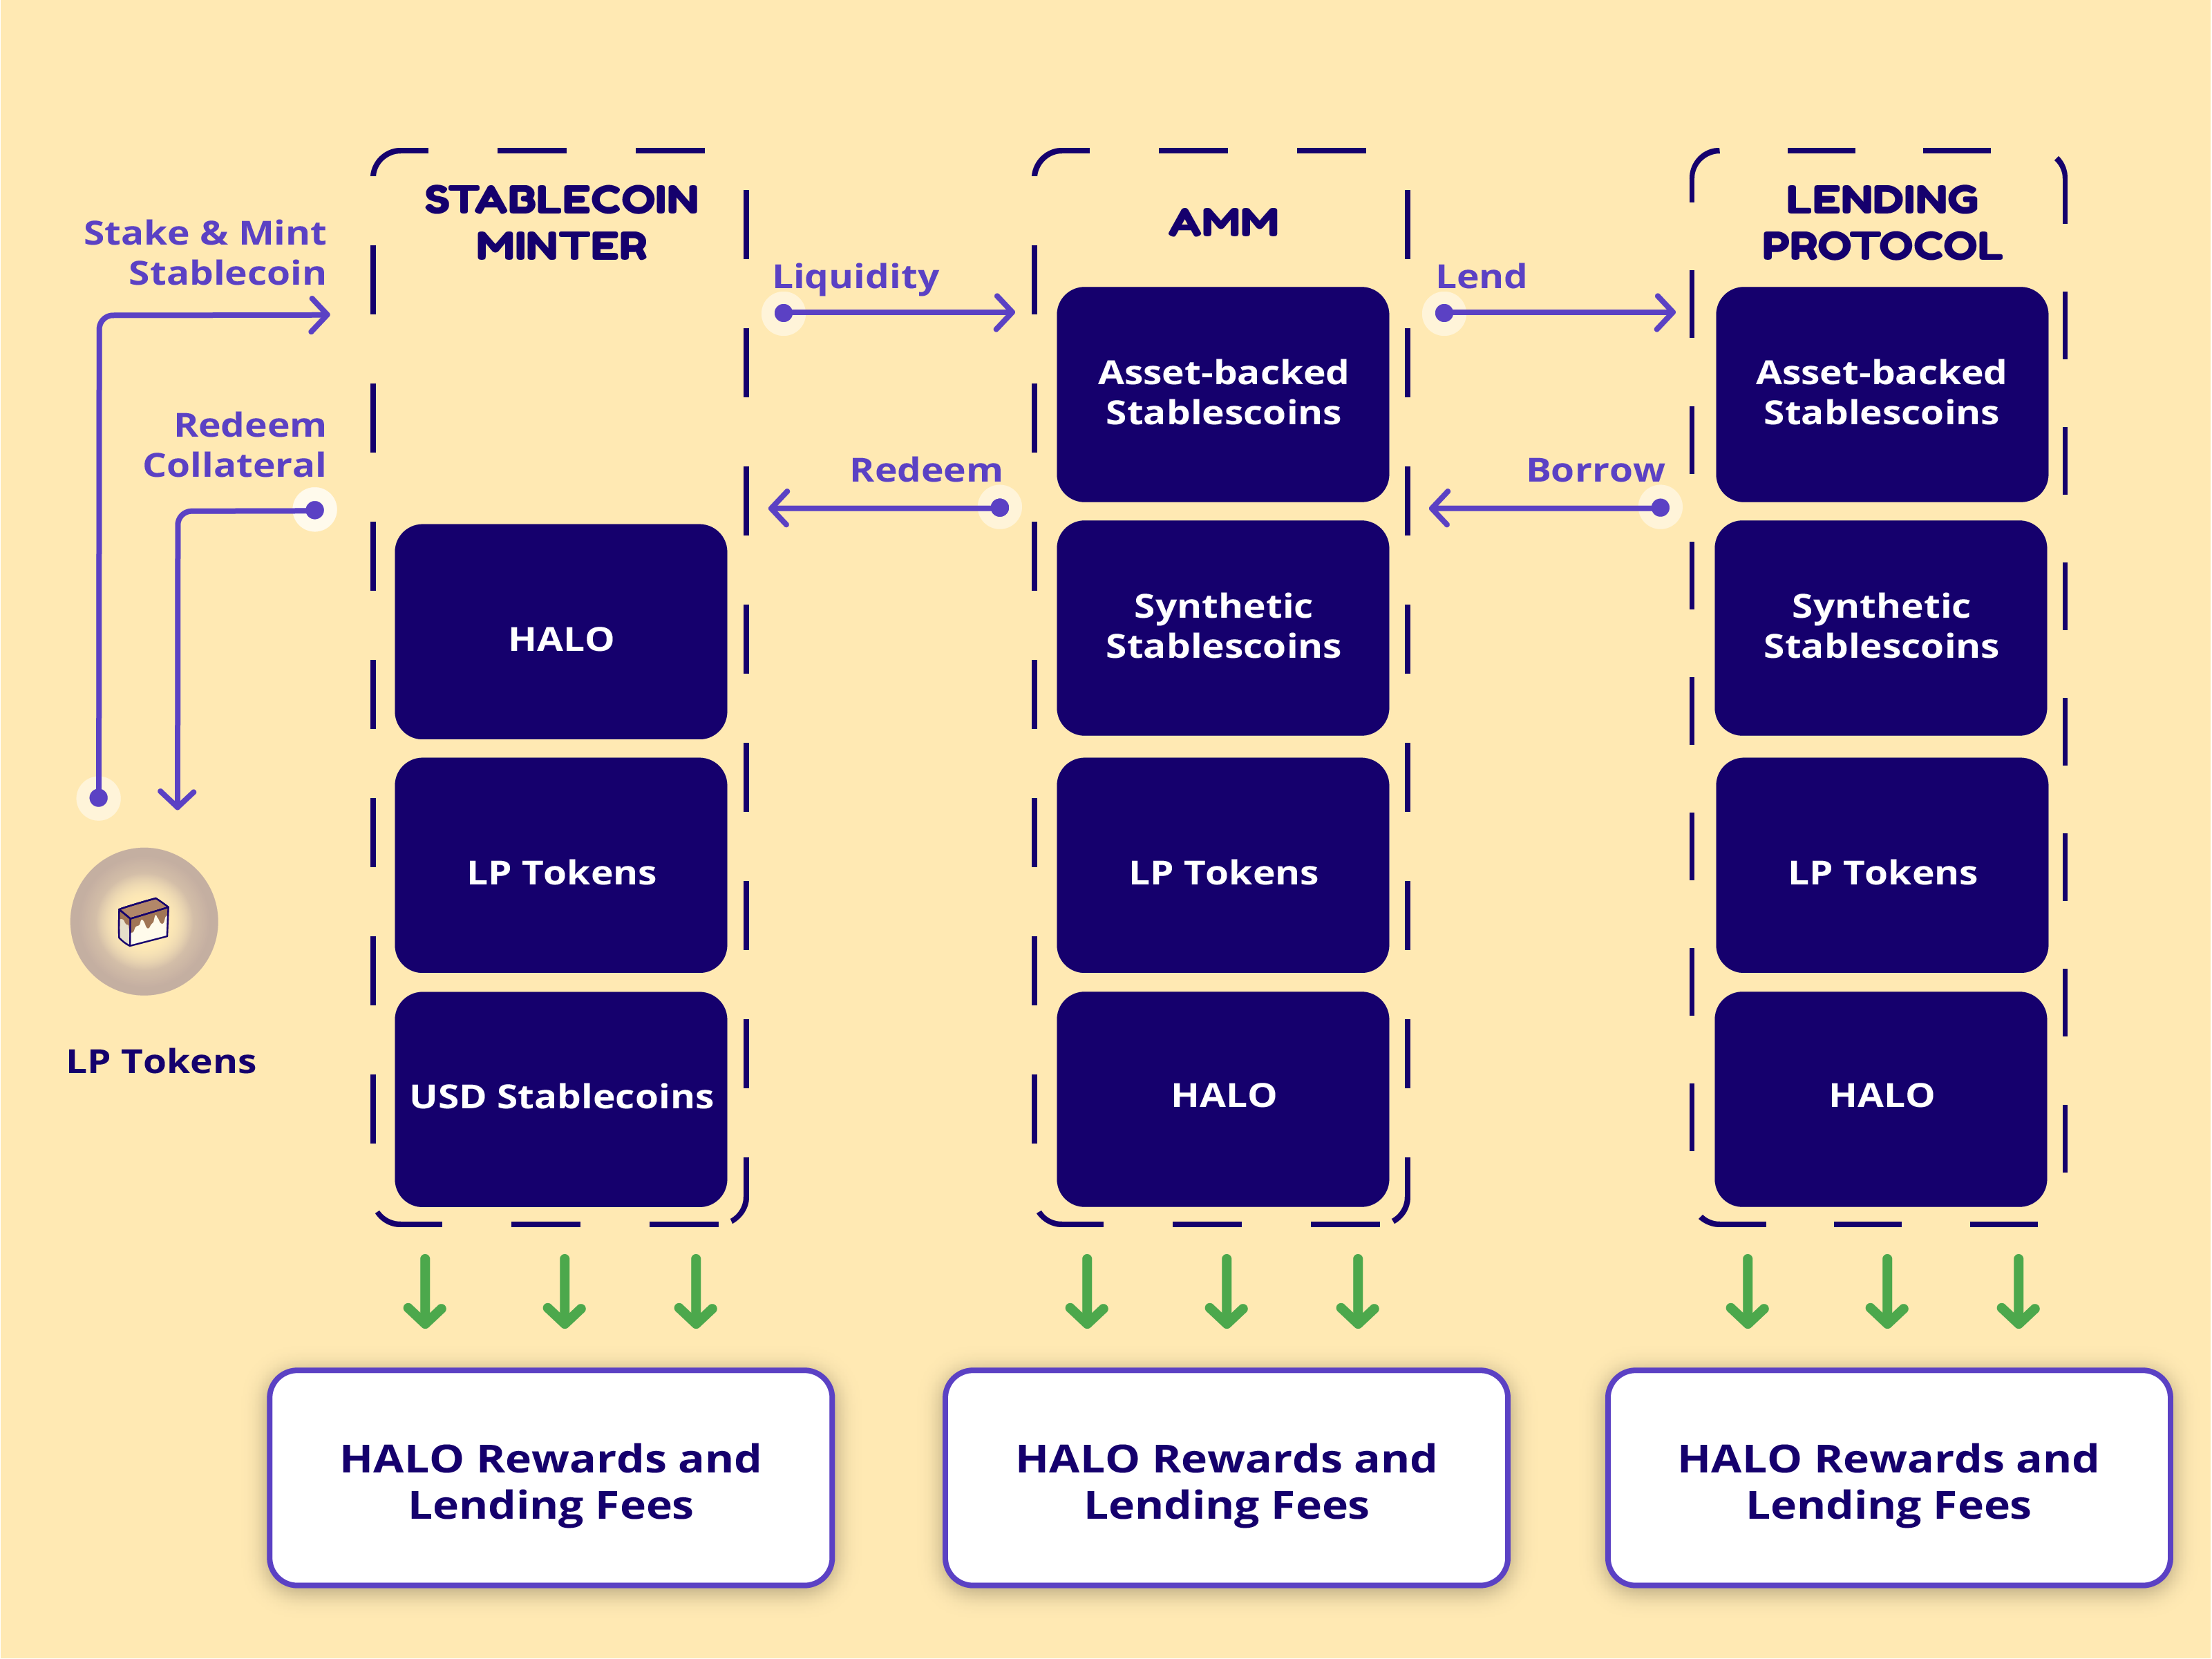 STABLECOIN
MINTER
AMM
LENDING
PROTOCOL
Stake & Mint
Stablecoin
Liquidity
Lend
Redeem
Collateral
Redeem
Borrow
HALO
LP Tokens
USD Stablecoins
Asset-backed
Stablescoins
Synthetic
Stablescoins
LP Tokens
HALO
Asset-backed
Stablescoins
Synthetic
Stablescoins
LP Tokens
HALO
LP Tokens
HALO Rewards and
Lending Fees
HALO Rewards and
Lending Fees
HALO Rewards and
Lending Fees